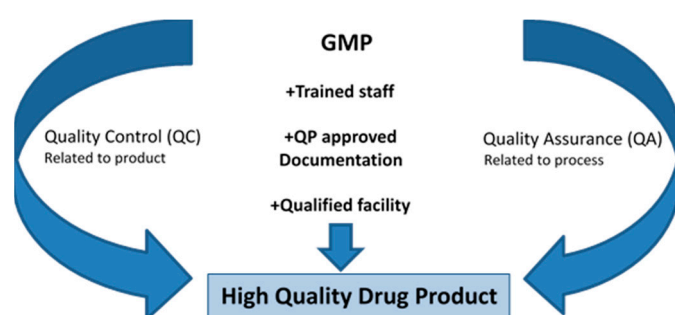 GMP
+Trained staff
Quality Control (QC)
Related to product
+QP approved
Documentation
Quality Assurance (QA)
Related to process
+Qualified facility
High Quality Drug Product